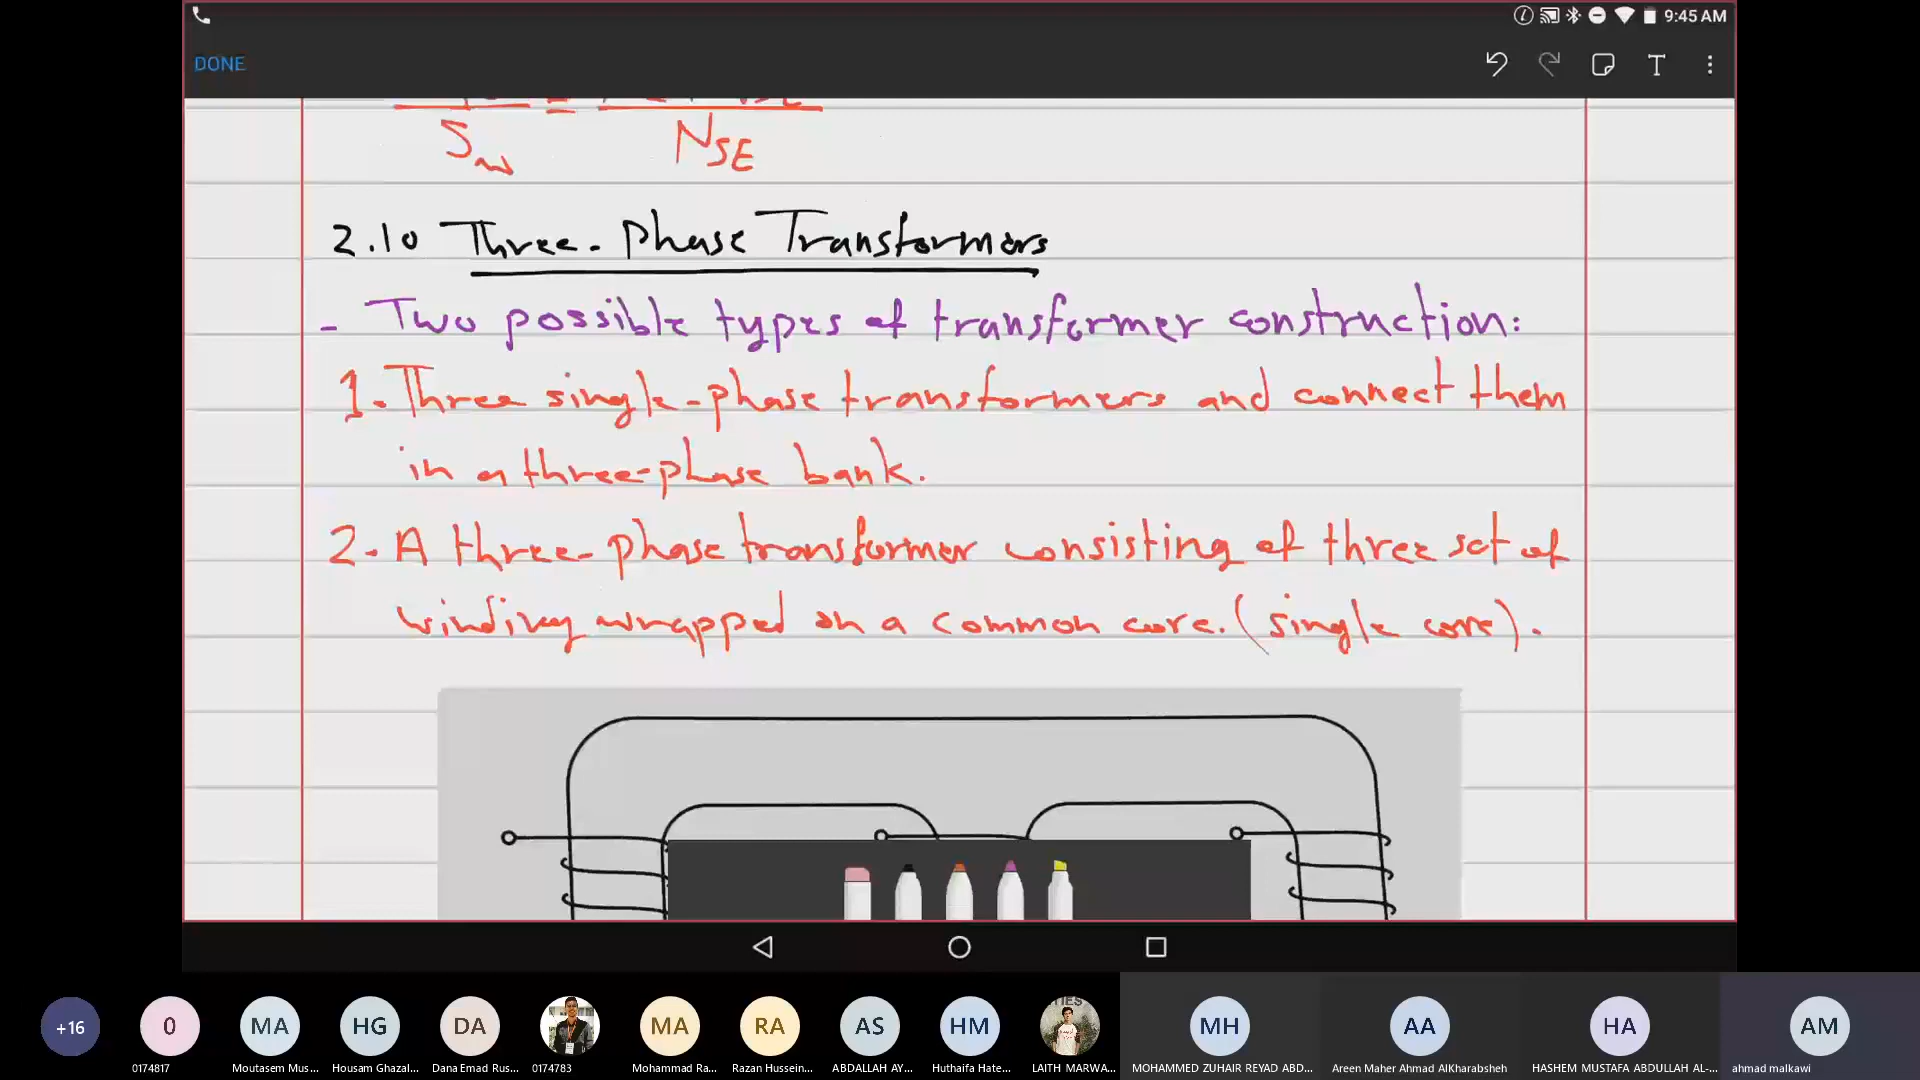 9:45 AM
DONE
S_w = N_SE
2.10 Three-Phase Transformers
- Two possible types of transformer construction:
1. Three single-phase transformers and connect them
in a three-phase bank.
2. A three-phase transformer consisting of three set of
winding wrapped on a common core. (single core).
+16
0
MA
HG
DA
MA
RA
AS
HM
TIES
MH
AA
HA
AM
0174817
Moutasem Mus...
Housam Ghazal...
Dana Emad Rus...
0174783
Mohammad Ra...
Razan Hussein...
ABDALLAH AY...
Huthaifa Hate...
LAITH MARWA...
MOHAMMED ZUHAIR REYAD ABD...
Areen Maher Ahmad AlKharabsheh
HASHEM MUSTAFA ABDULLAH AL-...
ahmad malkawi